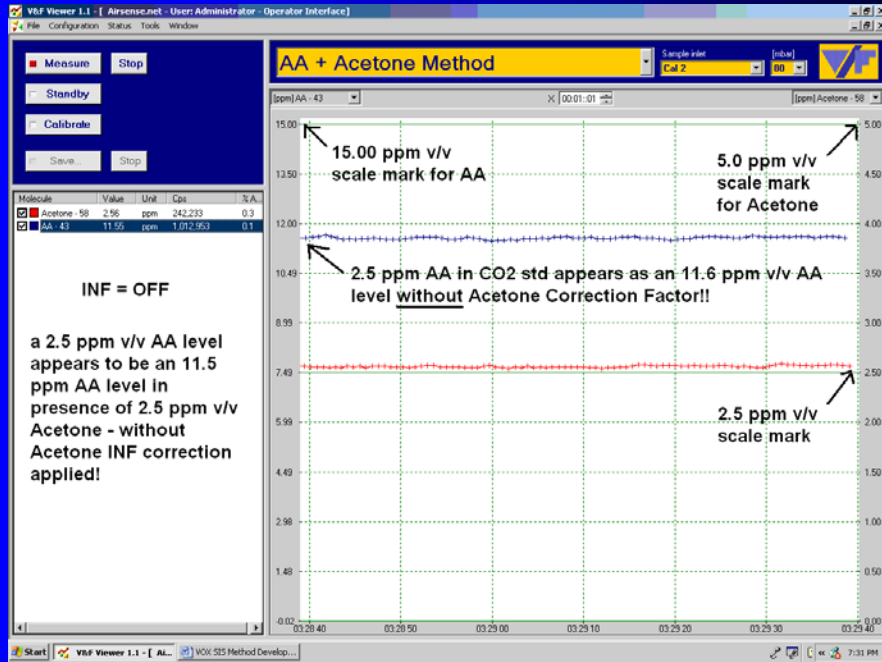 V&F Viewer 1.1 - [ Airsense.net - User: Administrator - Operator Interface]
File Configuration Status Tools Window
Measure Stop
Standby
Calibrate
Save... Stop
AA + Acetone Method
Sample inlet
Cal 2
[mbar]
80
[ppm] AA - 43
X 00:01:01
[ppm] Acetone - 58
Molecule Value Unit Cps % A...
Acetone - 58 2.56 ppm 242,233 0.3
AA - 43 11.55 ppm 1,012,953 0.1
INF = OFF
a 2.5 ppm v/v AA level
appears to be an 11.5
ppm AA level in
presence of 2.5 ppm v/v
Acetone - without
Acetone INF correction
applied!
15.00
13.50
12.00
10.49
8.99
7.49
5.99
4.49
2.98
1.48
-0.02
15.00 ppm v/v
scale mark for AA
5.0 ppm v/v
scale mark
for Acetone
2.5 ppm AA in CO2 std appears as an 11.6 ppm v/v AA
level without Acetone Correction Factor!!
2.5 ppm v/v
scale mark
5.00
4.50
4.00
3.50
3.00
2.50
2.00
1.50
1.00
0.50
0.00
03:28:40 03:28:50 03:29:00 03:29:10 03:29:20 03:29:30 03:29:40
Start V&F Viewer 1.1 - [ Ai... VOX SIS Method Develop... 7:31 PM